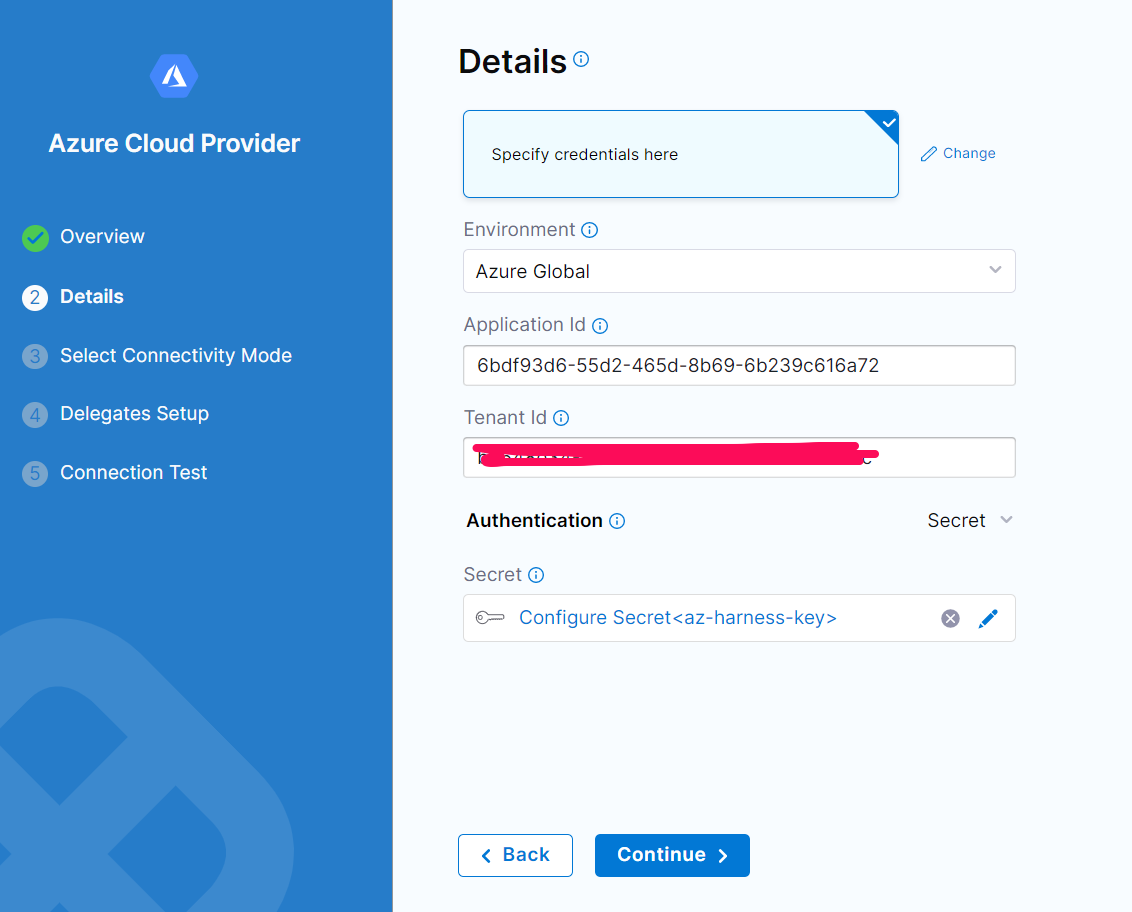 Azure Cloud Provider
Overview
2 Details
3 Select Connectivity Mode
4 Delegates Setup
5 Connection Test
Details
Specify credentials here
Change
Environment
Azure Global
Application Id
6bdf93d6-55d2-465d-8b69-6b239c616a72
Tenant Id
Authentication
Secret
Secret
Configure Secret<az-harness-key>
Back
Continue